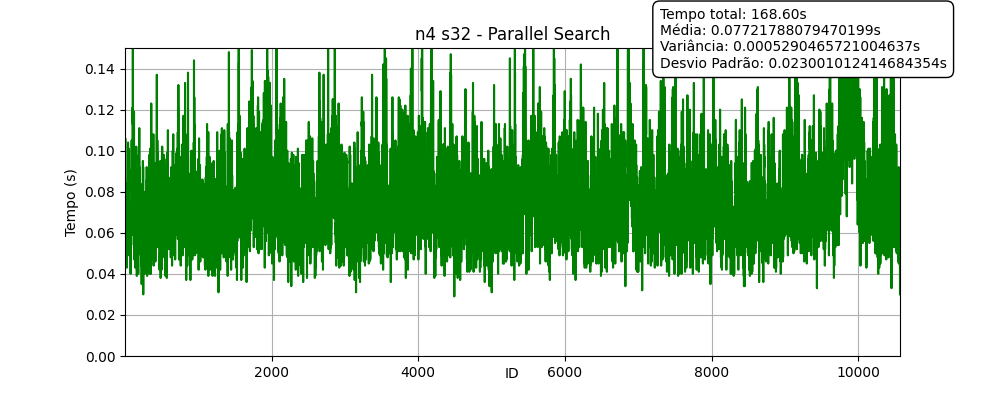 Tempo total: 168.60s
Média: 0.07721788079470199s
Variância: 0.0005290465721004637s
Desvio Padrão: 0.023001012414684354s
n4 s32 - Parallel Search
0.14
0.12
0.10
0.08
0.06
0.04
0.02
0.00
Tempo (s)
2000
4000
6000
8000
10000
ID